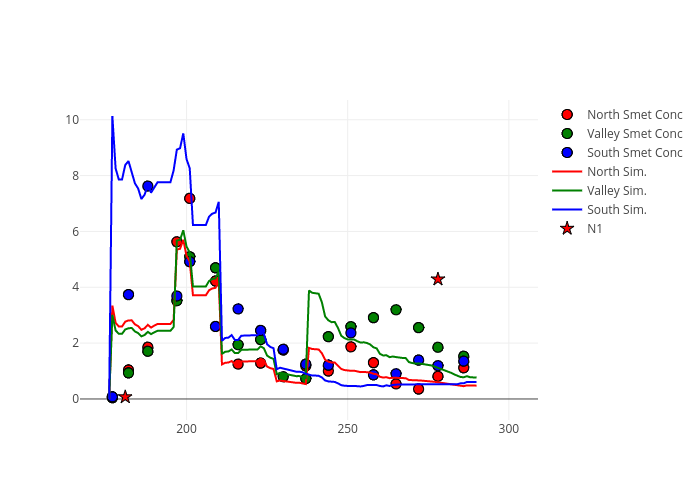 10
8
6
4
2
0
200
250
300
North Smet Conc
Valley Smet Conc
South Smet Conc
North Sim.
Valley Sim.
South Sim.
N1